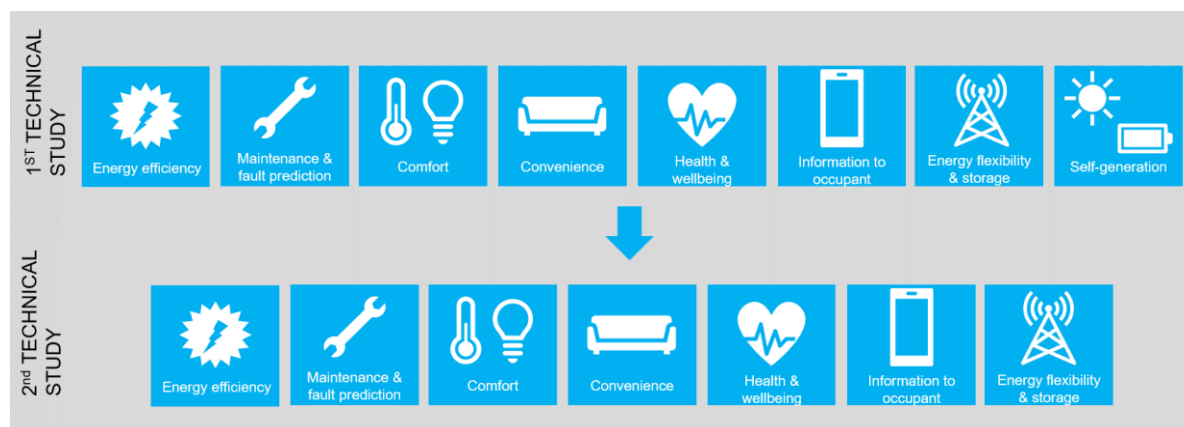 1ST TECHNICAL
STUDY
Energy efficiency
Maintenance &
fault prediction
Comfort
Convenience
Health &
wellbeing
Information to
occupant
Energy flexibility
& storage
Self-generation
2nd TECHNICAL
STUDY
Energy efficiency
Maintenance &
fault prediction
Comfort
Convenience
Health &
wellbeing
Information to
occupant
Energy flexibility
& storage